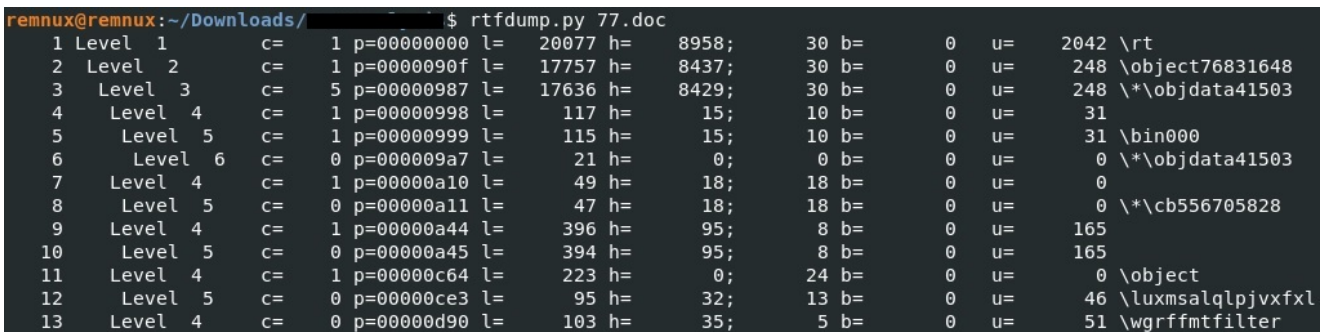 remnux@remnux:~/Downloads/ $ rtfdump.py 77.doc
1 Level 1 c= 1 p=00000000 l= 20077 h= 8958; 30 b= 0 u= 2042 \rt
2 Level 2 c= 1 p=0000090f l= 17757 h= 8437; 30 b= 0 u= 248 \object76831648
3 Level 3 c= 5 p=00000987 l= 17636 h= 8429; 30 b= 0 u= 248 \*\objdata41503
4 Level 4 c= 1 p=00000998 l= 117 h= 15; 10 b= 0 u= 31
5 Level 5 c= 1 p=00000999 l= 115 h= 15; 10 b= 0 u= 31 \bin000
6 Level 6 c= 0 p=000009a7 l= 21 h= 0; 0 b= 0 u= 0 \*\objdata41503
7 Level 4 c= 1 p=00000a10 l= 49 h= 18; 18 b= 0 u= 0
8 Level 5 c= 0 p=00000a11 l= 47 h= 18; 18 b= 0 u= 0 \*\cb556705828
9 Level 4 c= 1 p=00000a44 l= 396 h= 95; 8 b= 0 u= 165
10 Level 5 c= 0 p=00000a45 l= 394 h= 95; 8 b= 0 u= 165
11 Level 4 c= 1 p=00000c64 l= 223 h= 0; 24 b= 0 u= 0 \object
12 Level 5 c= 0 p=00000ce3 l= 95 h= 32; 13 b= 0 u= 46 \luxmsalqlpjvxfxl
13 Level 4 c= 0 p=00000d90 l= 103 h= 35; 5 b= 0 u= 51 \wgrffmtfilter